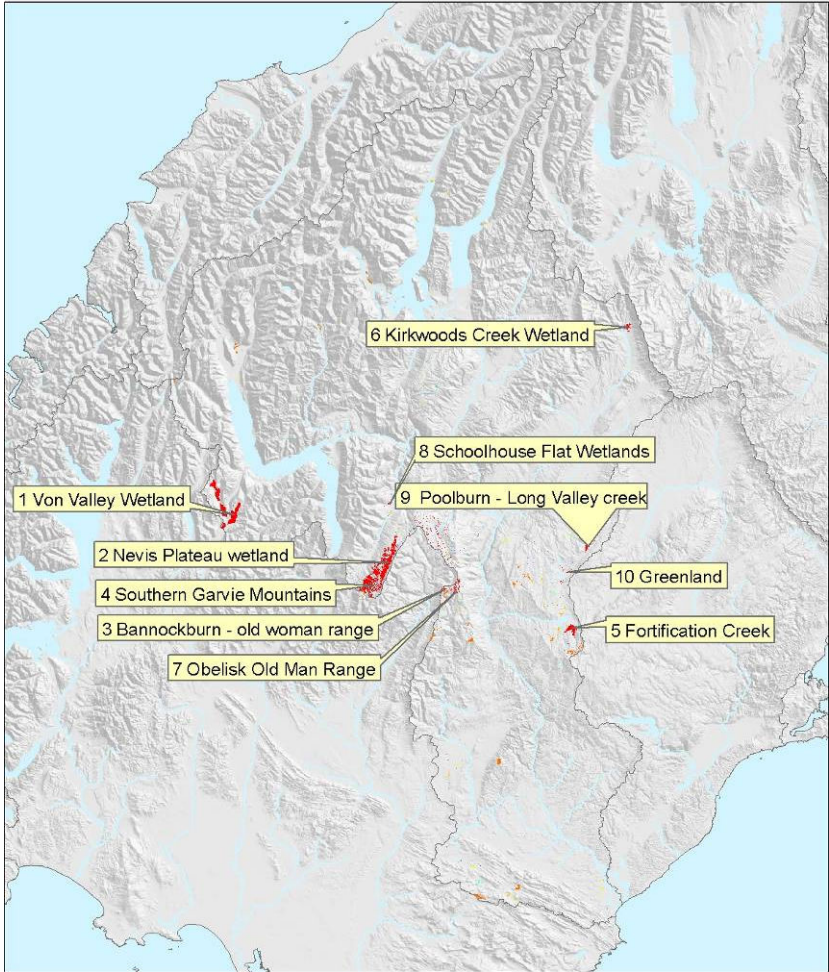 6 Kirkwoods Creek Wetland
8 Schoolhouse Flat Wetlands
9 Poolburn - Long Valley creek
1 Von Valley Wetland
2 Nevis Plateau wetland
10 Greenland
4 Southern Garvie Mountains
3 Bannockburn - old woman range
5 Fortification Creek
7 Obelisk Old Man Range